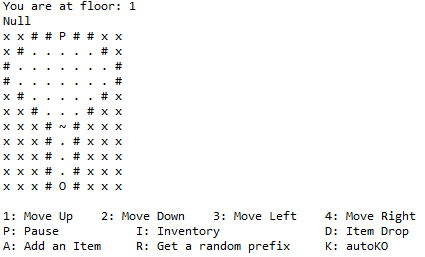 You are at floor: 1
Null
x x # # P # # x x
x # . . . . . # x
# . . . . . . . #
# . . . . . . . #
x # . . . . . # x
x x # . . . # x x
x x x # ~ # x x x
x x x # . # x x x
x x x # . # x x x
x x x # . # x x x
x x x # O # x x x
1: Move Up 2: Move Down 3: Move Left 4: Move Right
P: Pause I: Inventory D: Item Drop
A: Add an Item R: Get a random prefix K: autoKO